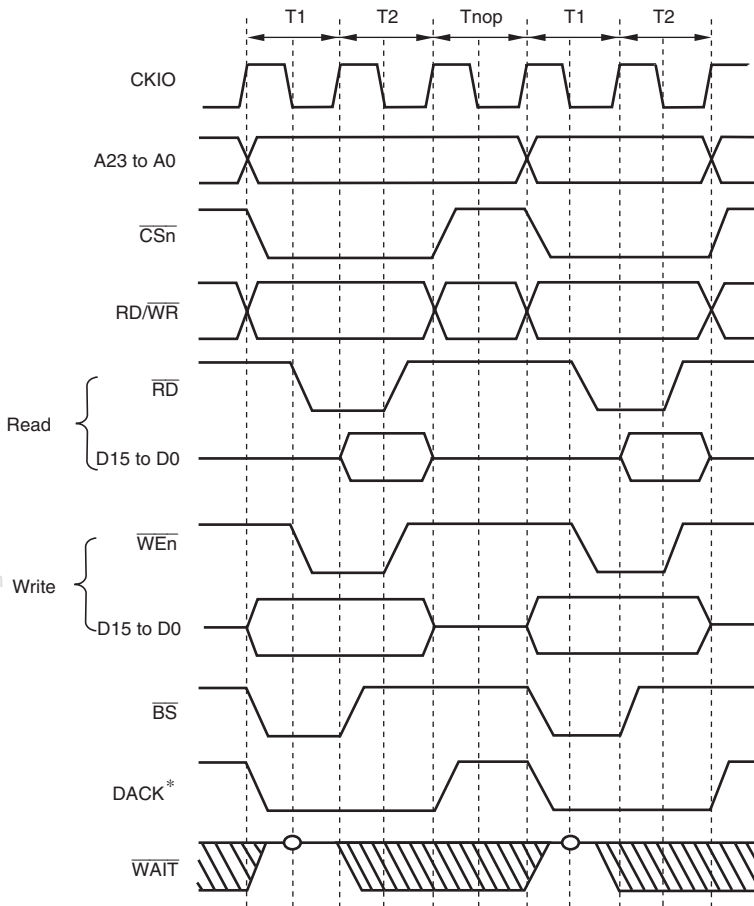 T1 T2 Tnop T1 T2
CKIO
A23 to A0
CSn
RD/WR
RD
Read
D15 to D0
WEn
Write
D15 to D0
BS
DACK*
WAIT